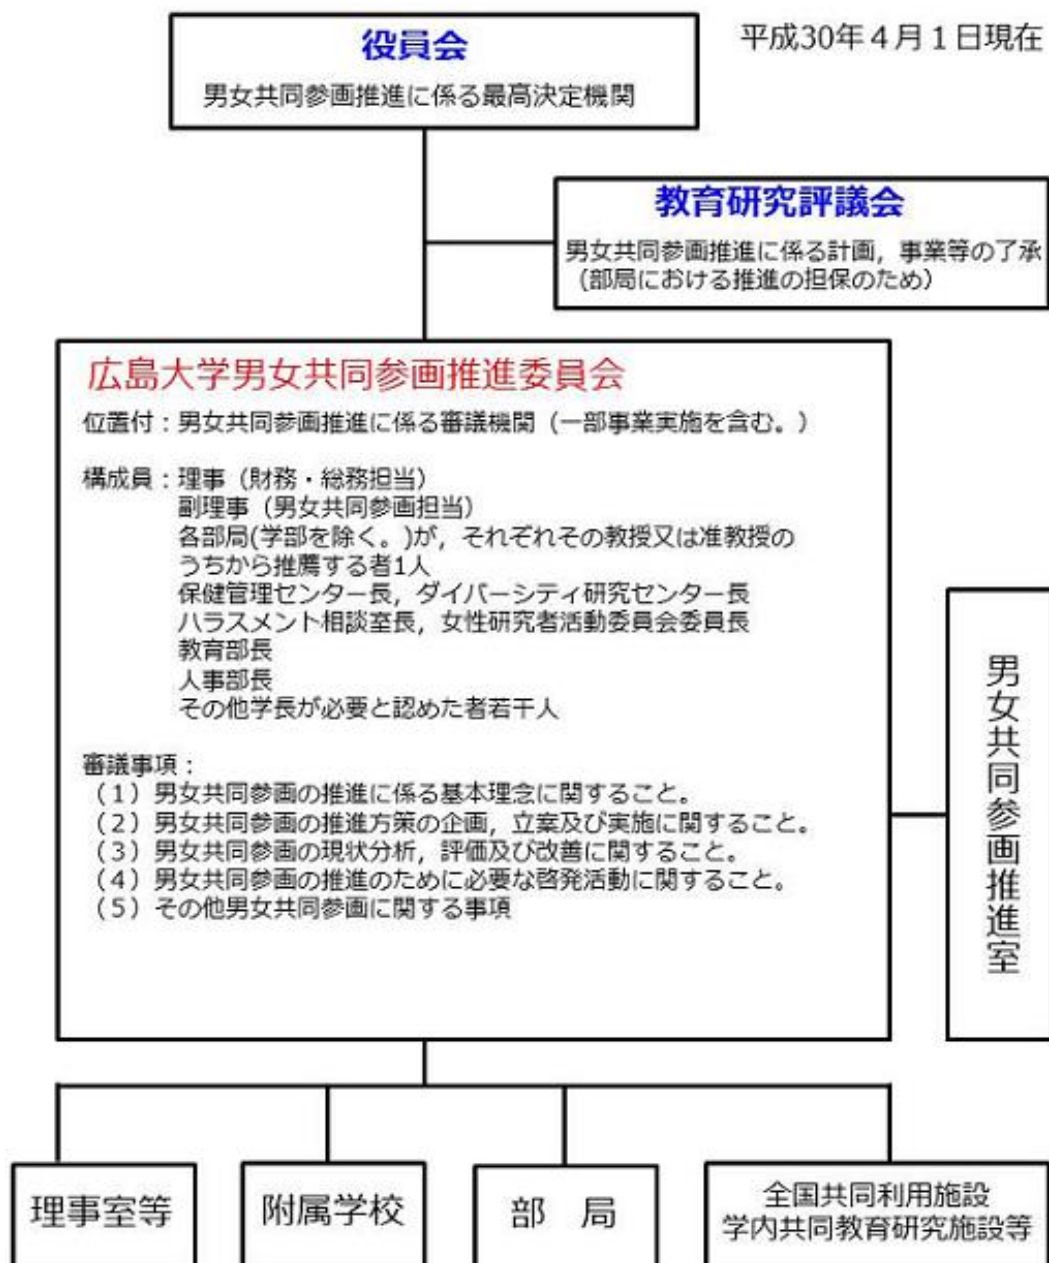 平成30年４月１日現在
役員会
男女共同参画推進に係る最高決定機関
教育研究評議会
男女共同参画推進に係る計画，事業等の了承
（部局における推進の担保のため）
広島大学男女共同参画推進委員会
位置付：男女共同参画推進に係る審議機関（一部事業実施を含む。）
構成員：理事（財務・総務担当）
副理事（男女共同参画担当）
各部局(学部を除く。)が，それぞれその教授又は准教授の
うちから推薦する者1人
保健管理センター長，ダイバーシティ研究センター長
ハラスメント相談室長，女性研究者活動委員会委員長
教育部長
人事部長
その他学長が必要と認めた者若干人
審議事項：
（1）男女共同参画の推進に係る基本理念に関すること。
（2）男女共同参画の推進方策の企画，立案及び実施に関すること。
（3）男女共同参画の現状分析，評価及び改善に関すること。
（4）男女共同参画の推進のために必要な啓発活動に関すること。
（5）その他男女共同参画に関する事項
男女共同参画推進室
理事室等
附属学校
部　局
全国共同利用施設
学内共同教育研究施設等